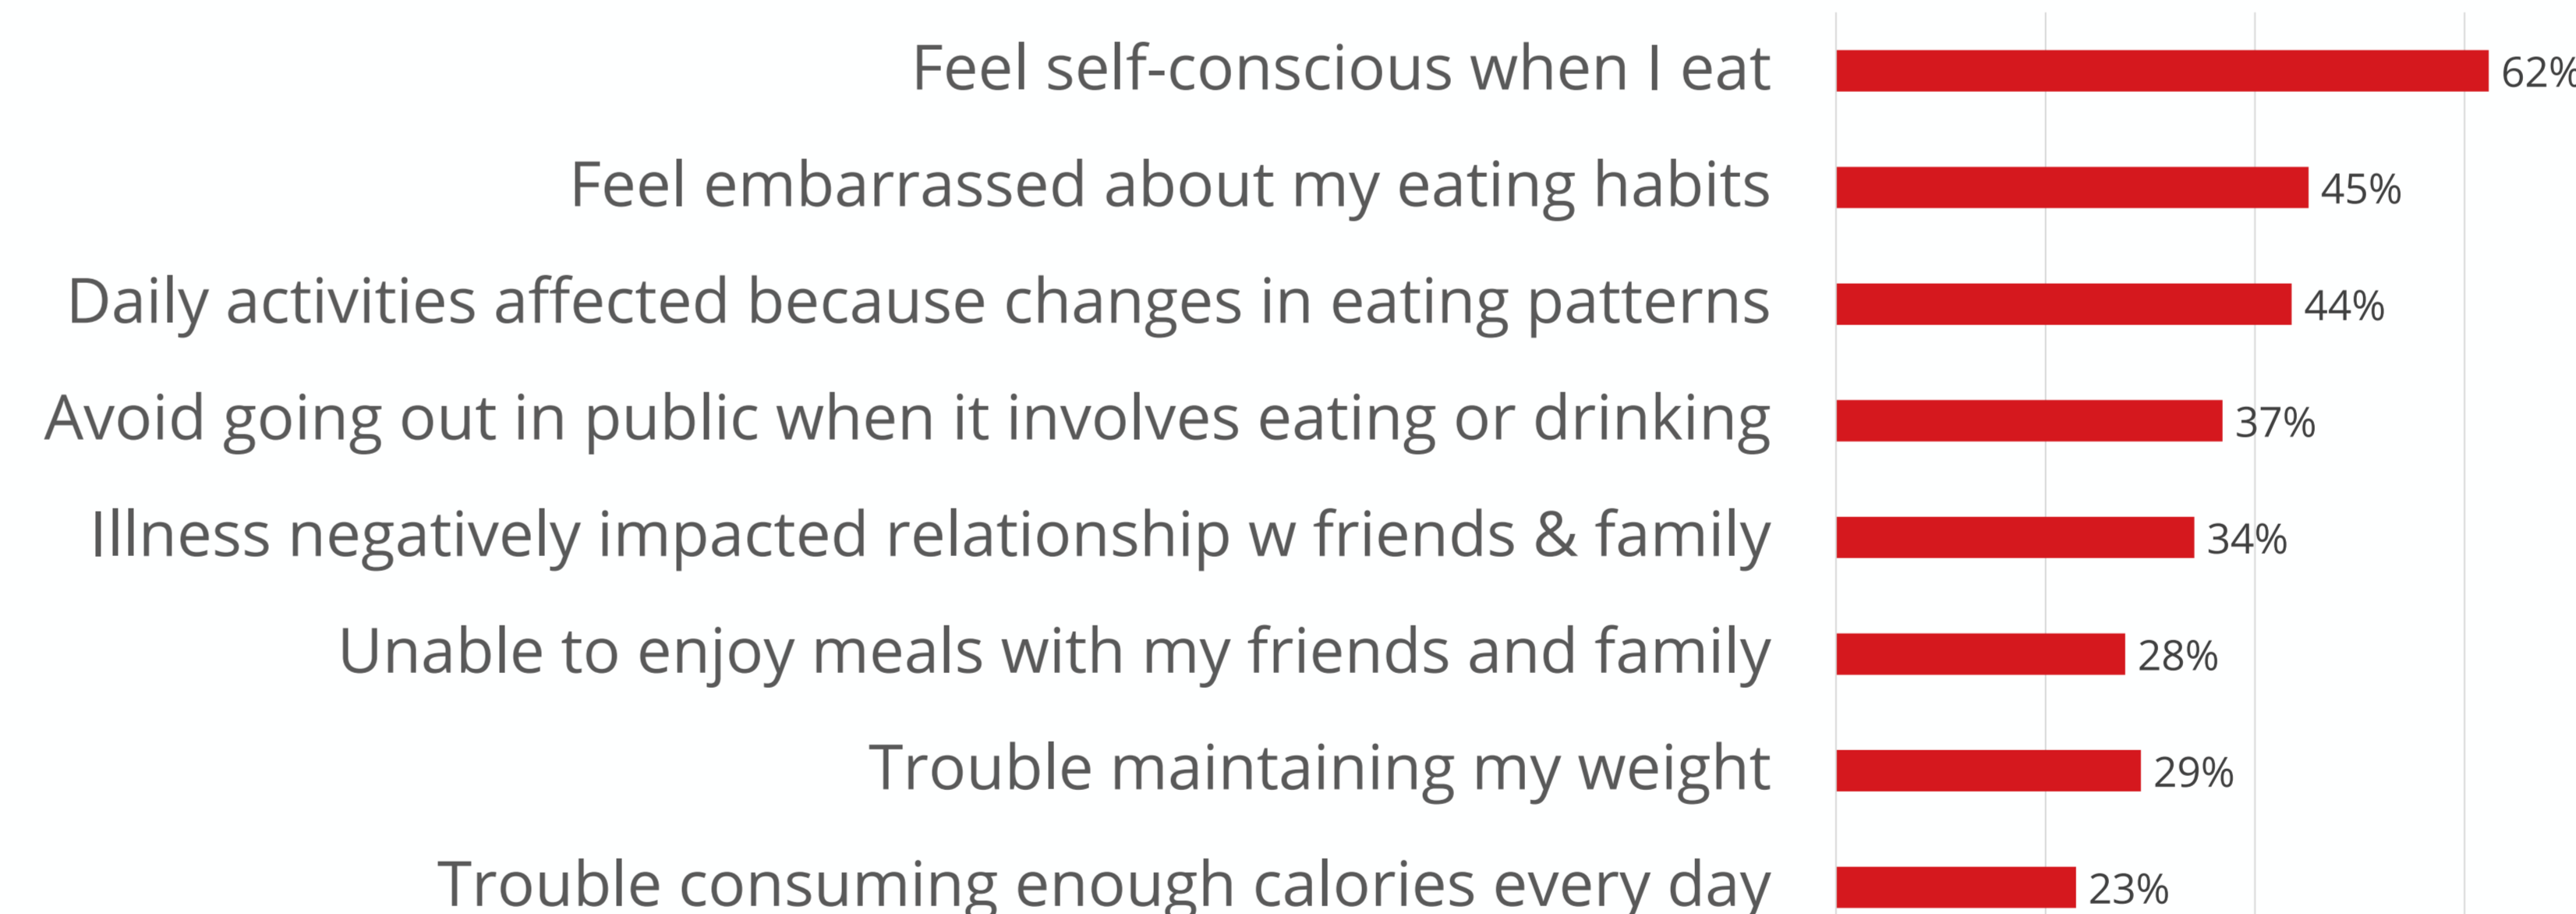 Feel self-conscious when I eat 62%
Feel embarrassed about my eating habits 45%
Daily activities affected because changes in eating patterns 44%
Avoid going out in public when it involves eating or drinking 37%
Illness negatively impacted relationship w friends & family 34%
Unable to enjoy meals with my friends and family 28%
Trouble maintaining my weight 29%
Trouble consuming enough calories every day 23%